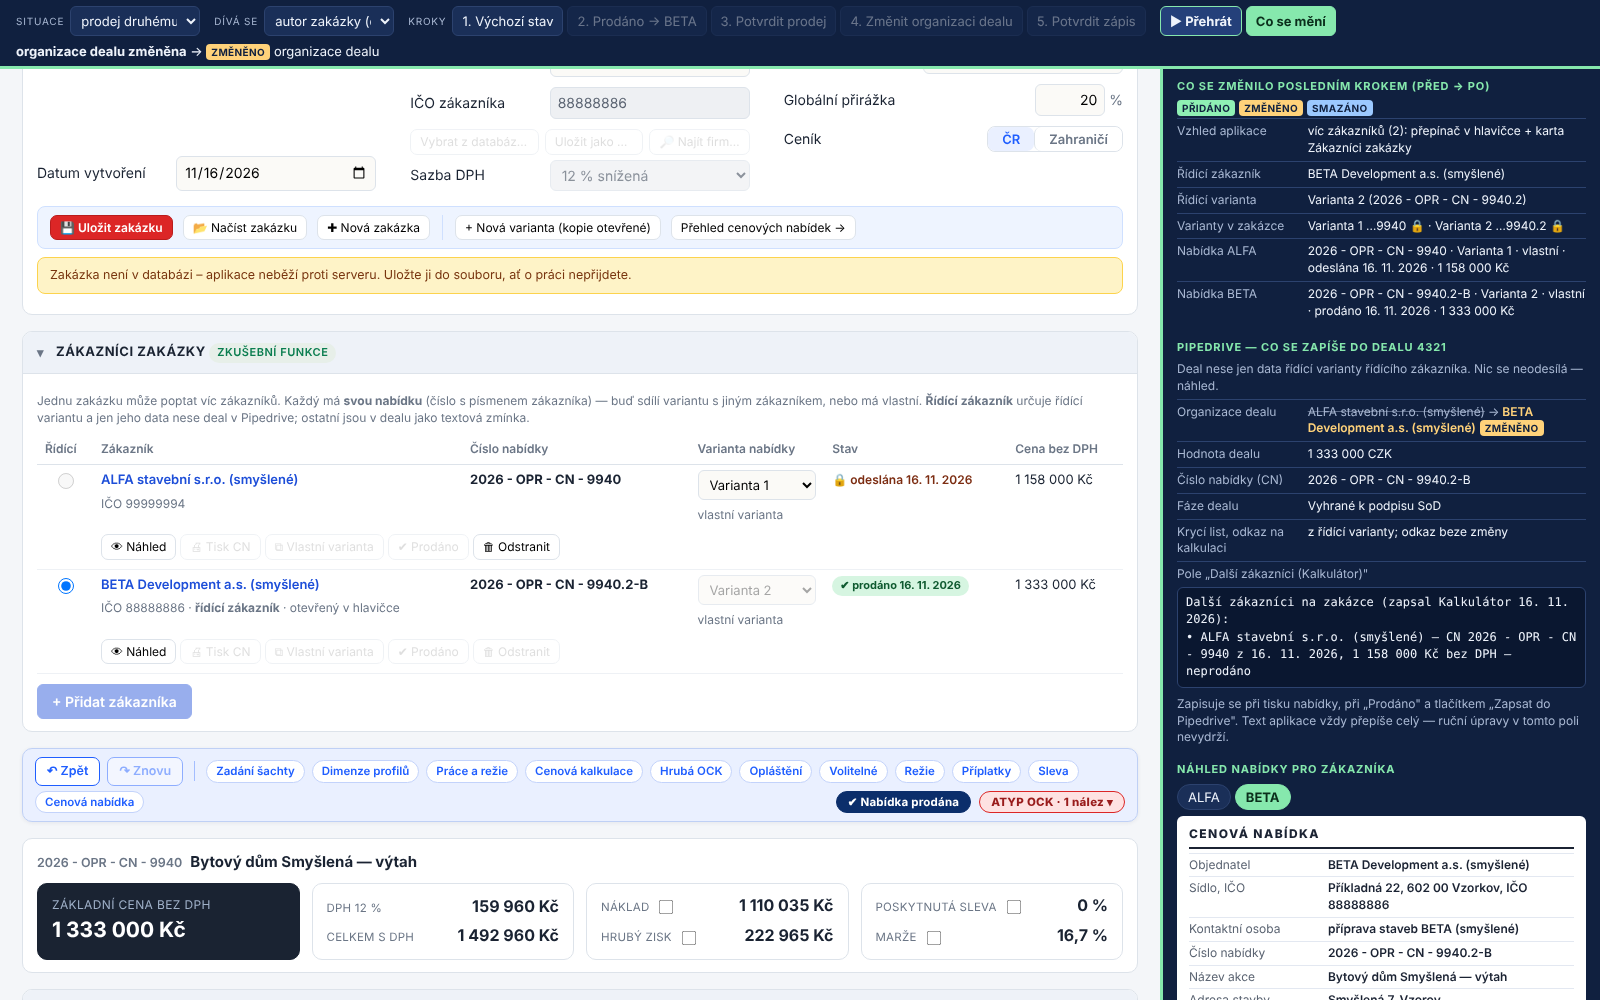 SITUACE prodej druhému DÍVÁ SE autor zakázky KROKY 1. Výchozí stav 2. Prodáno → BETA 3. Potvrdit prodej 4. Změnit organizaci dealu 5. Potvrdit zápis ▶ Přehrát Co se mění
organizace dealu změněna → ZMĚNĚNO organizace dealu
IČO zákazníka 88888886
Globální přirážka 20 %
Vybrat z databáz... Uložit jako ... 🔎 Najít firm...
Ceník ČR Zahraničí
Datum vytvoření 11/16/2026
Sazba DPH 12 % snížená
💾 Uložit zakázku 📂 Načíst zakázku ✚ Nová zakázka + Nová varianta (kopie otevřené) Přehled cenových nabídek →
Zakázka není v databázi – aplikace neběží proti serveru. Uložte ji do souboru, ať o práci nepřijdete.
▼ ZÁKAZNÍCI ZAKÁZKY ZKUŠEBNÍ FUNKCE
Jednu zakázku může poptat víc zákazníků. Každý má svou nabídku (číslo s písmenem zákazníka) — buď sdílí variantu s jiným zákazníkem, nebo má vlastní. Řídící zákazník určuje řídící
variantu a jen jeho data nese deal v Pipedrive; ostatní jsou v dealu jako textová zmínka.
Řídící Zákazník Číslo nabídky Varianta nabídky Stav Cena bez DPH
ALFA stavební s.r.o. (smyšlené) 2026 - OPR - CN - 9940 Varianta 1 🔒 odeslána 16. 11. 2026 1 158 000 Kč
IČO 99999994
vlastní varianta
👁 Náhled 🖨 Tisk CN ⧉ Vlastní varianta ✔ Prodáno 🗑 Odstranit
BETA Development a.s. (smyšlené) 2026 - OPR - CN - 9940.2-B Varianta 2 ✔ prodáno 16. 11. 2026 1 333 000 Kč
IČO 88888886 · řídící zákazník · otevřený v hlavičce
vlastní varianta
👁 Náhled 🖨 Tisk CN ⧉ Vlastní varianta ✔ Prodáno 🗑 Odstranit
+ Přidat zákazníka
↶ Zpět ↷ Znovu Zadání šachty Dimenze profilů Práce a režie Cenová kalkulace Hrubá OCK Opláštění Volitelné Režie Příplatky Sleva
Cenová nabídka ✔ Nabídka prodána ATYP OCK · 1 nález ▾
2026 - OPR - CN - 9940 Bytový dům Smyšlená — výtah
ZÁKLADNÍ CENA BEZ DPH
1 333 000 Kč
DPH 12 % 159 960 Kč
CELKEM S DPH 1 492 960 Kč
NÁKLAD 1 110 035 Kč
HRUBÝ ZISK 222 965 Kč
POSKYTNUTÁ SLEVA 0 %
MARŽE 16,7 %
CO SE ZMĚNILO POSLEDNÍM KROKEM (PŘED → PO)
PŘIDÁNO ZMĚNĚNO SMAZÁNO
Vzhled aplikace víc zákazníků (2): přepínač v hlavičce + karta
Zákazníci zakázky
Řídící zákazník BETA Development a.s. (smyšlené)
Řídící varianta Varianta 2 (2026 - OPR - CN - 9940.2)
Varianty v zakázce Varianta 1 …9940 🔒 · Varianta 2 …9940.2 🔒
Nabídka ALFA 2026 - OPR - CN - 9940 · Varianta 1 · vlastní ·
odeslána 16. 11. 2026 · 1 158 000 Kč
Nabídka BETA 2026 - OPR - CN - 9940.2-B · Varianta 2 · vlastní
· prodáno 16. 11. 2026 · 1 333 000 Kč
PIPEDRIVE — CO SE ZAPÍŠE DO DEALU 4321
Deal nese jen data řídící varianty řídícího zákazníka. Nic se neodesílá —
náhled.
Organizace dealu ALFA stavební s.r.o. (smyšlené) → BETA
Development a.s. (smyšlené) ZMĚNĚNO
Hodnota dealu 1 333 000 CZK
Číslo nabídky (CN) 2026 - OPR - CN - 9940.2-B
Fáze dealu Vyhrané k podpisu SoD
Krycí list, odkaz na z řídící varianty; odkaz beze změny
kalkulaci
Pole „Další zákazníci (Kalkulátor)"
Další zákazníci na zakázce (zapsal Kalkulátor 16. 11.
2026):
• ALFA stavební s.r.o. (smyšlené) — CN 2026 - OPR - CN
- 9940 z 16. 11. 2026, 1 158 000 Kč bez DPH —
neprodáno
Zapisuje se při tisku nabídky, při „Prodáno" a tlačítkem „Zapsat do
Pipedrive". Text aplikace vždy přepíše celý — ruční úpravy v tomto poli
nevydrží.
NÁHLED NABÍDKY PRO ZÁKAZNÍKA
ALFA BETA
CENOVÁ NABÍDKA
Objednatel BETA Development a.s. (smyšlené)
Sídlo, IČO Příkladná 22, 602 00 Vzorkov, IČO
88888886
Kontaktní osoba příprava staveb BETA (smyšlené)
Číslo nabídky 2026 - OPR - CN - 9940.2-B
Název akce Bytový dům Smyšlená — výtah
Adresa stavby Smyšlená 7, Vzorov